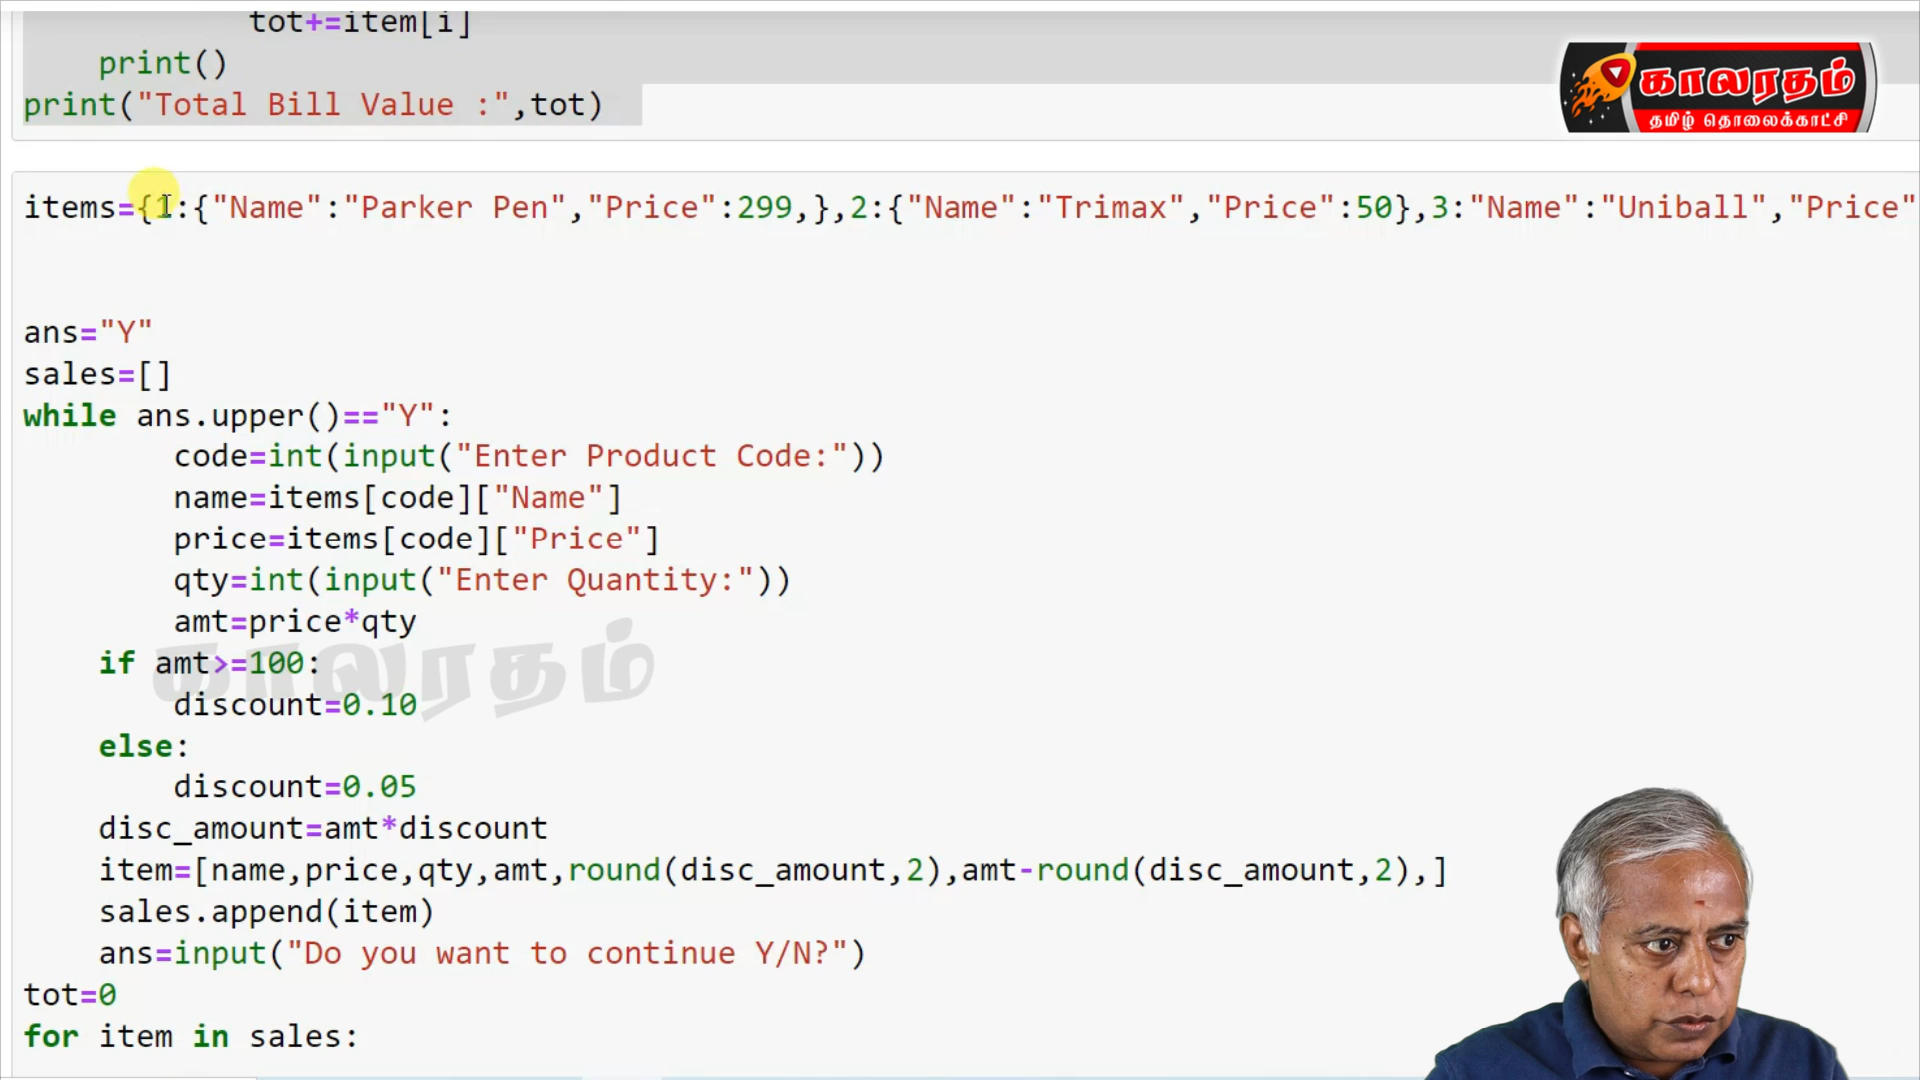 tot+=item[i]
    print()
print("Total Bill Value :",tot)
காலரதம்
தமிழ் தொலைக்காட்சி
items={1:{"Name":"Parker Pen","Price":299,},2:{"Name":"Trimax","Price":50},3:"Name":"Uniball","Price"
ans="Y"
sales=[]
while ans.upper()=="Y":
        code=int(input("Enter Product Code:"))
        name=items[code]["Name"]
        price=items[code]["Price"]
        qty=int(input("Enter Quantity:"))
        amt=price*qty
காலரதம்
    if amt>=100:
        discount=0.10
    else:
        discount=0.05
    disc_amount=amt*discount
    item=[name,price,qty,amt,round(disc_amount,2),amt-round(disc_amount,2),]
    sales.append(item)
    ans=input("Do you want to continue Y/N?")
tot=0
for item in sales: